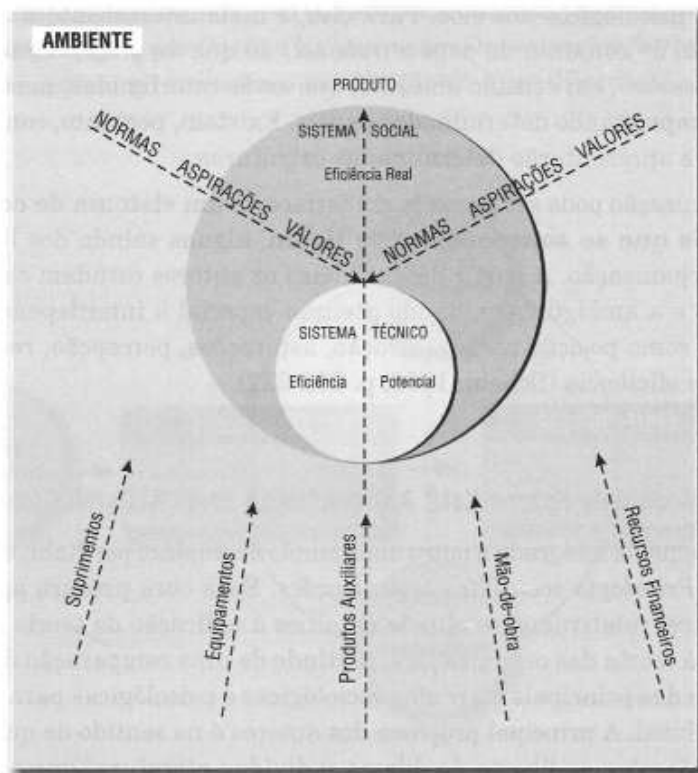 AMBIENTE
PRODUTO
SISTEMA SOCIAL
Eficiência Real
NORMAS ASPIRAÇÕES VALORES
NORMAS ASPIRAÇÕES VALORES
SISTEMA TÉCNICO
Eficiência Potencial
Suprimentos
Equipamentos
Produtos Auxiliares
Mão-de-obra
Recursos Financeiros